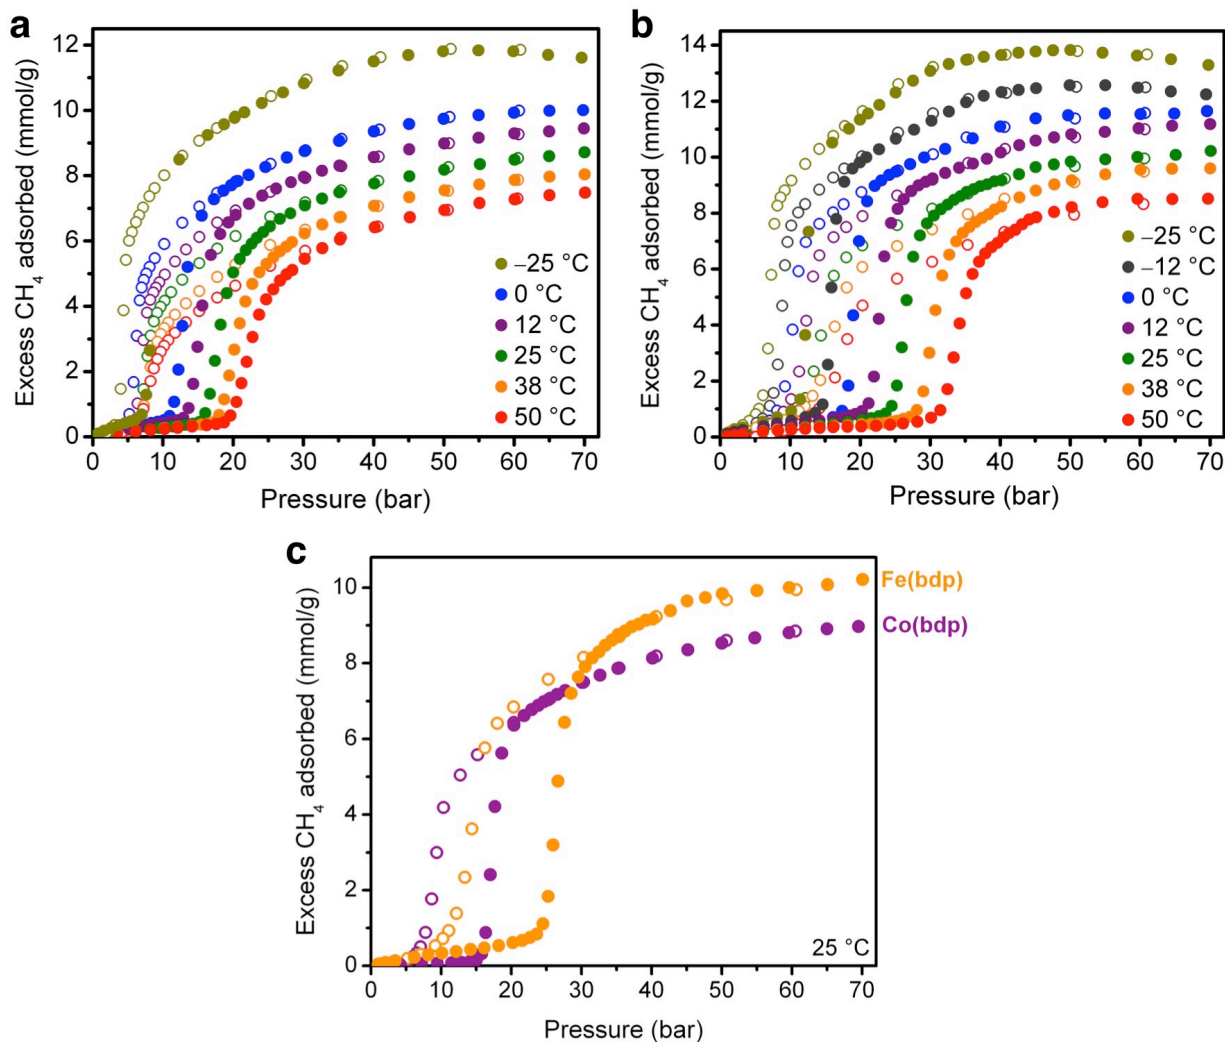 a
Excess CH4 adsorbed (mmol/g)
12
10
8
6
4
2
0
−25 °C
0 °C
12 °C
25 °C
38 °C
50 °C
0 10 20 30 40 50 60 70
Pressure (bar)
b
Excess CH4 adsorbed (mmol/g)
14
12
10
8
6
4
2
0
−25 °C
−12 °C
0 °C
12 °C
25 °C
38 °C
50 °C
0 10 20 30 40 50 60 70
Pressure (bar)
c
Excess CH4 adsorbed (mmol/g)
10
8
6
4
2
0
Fe(bdp)
Co(bdp)
25 °C
0 10 20 30 40 50 60 70
Pressure (bar)